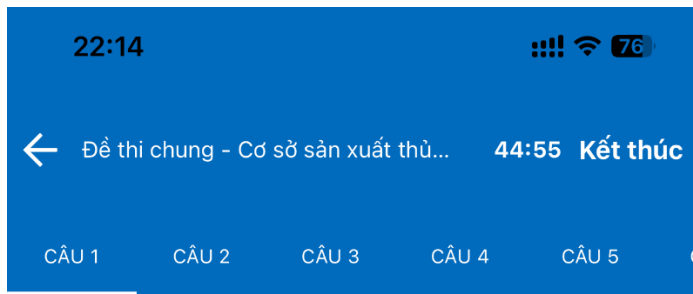 22:14 76
Đề thi chung - Cơ sở sản xuất thủ... 44:55 Kết thúc
CÂU 1 CÂU 2 CÂU 3 CÂU 4 CÂU 5